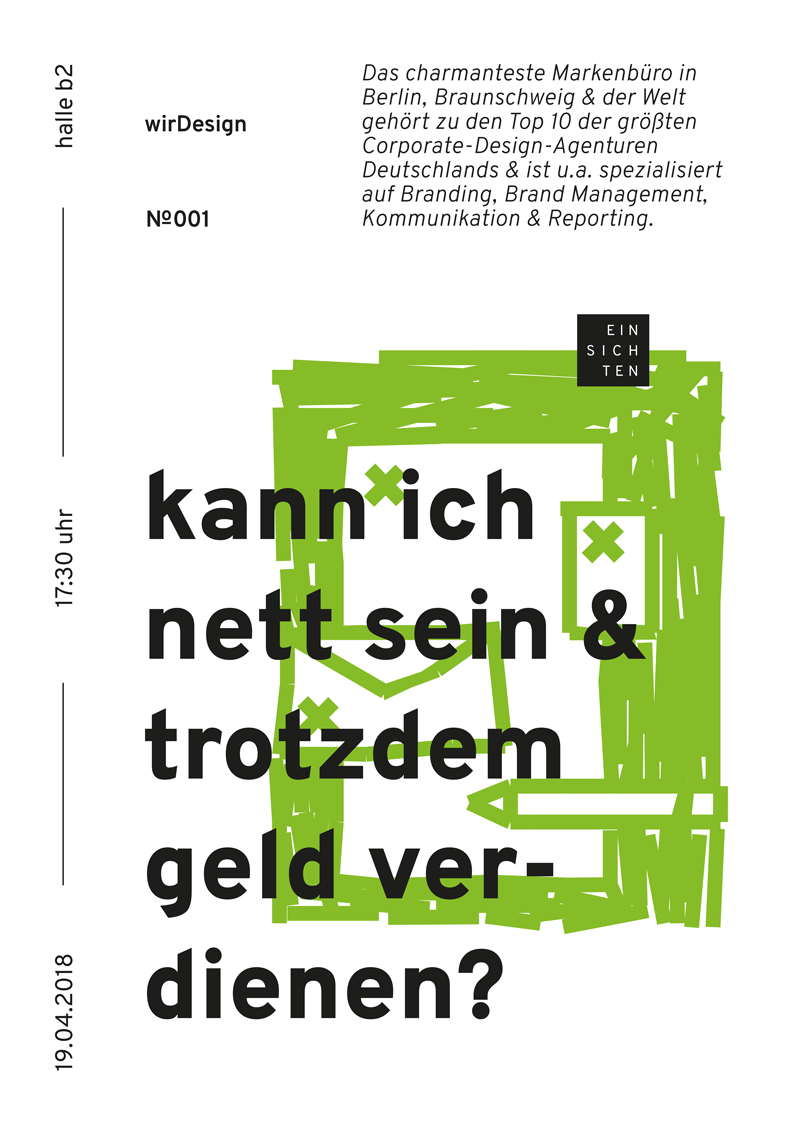 halle b2
17:30 uhr
19.04.2018
wirDesign
Nº001
Das charmanteste Markenbüro in
Berlin, Braunschweig & der Welt
gehört zu den Top 10 der größten
Corporate-Design-Agenturen
Deutschlands & ist u.a. spezialisiert
auf Branding, Brand Management,
Kommunikation & Reporting.
EIN
SICH
TEN
kann ich
nett sein &
trotzdem
geld ver-
dienen?